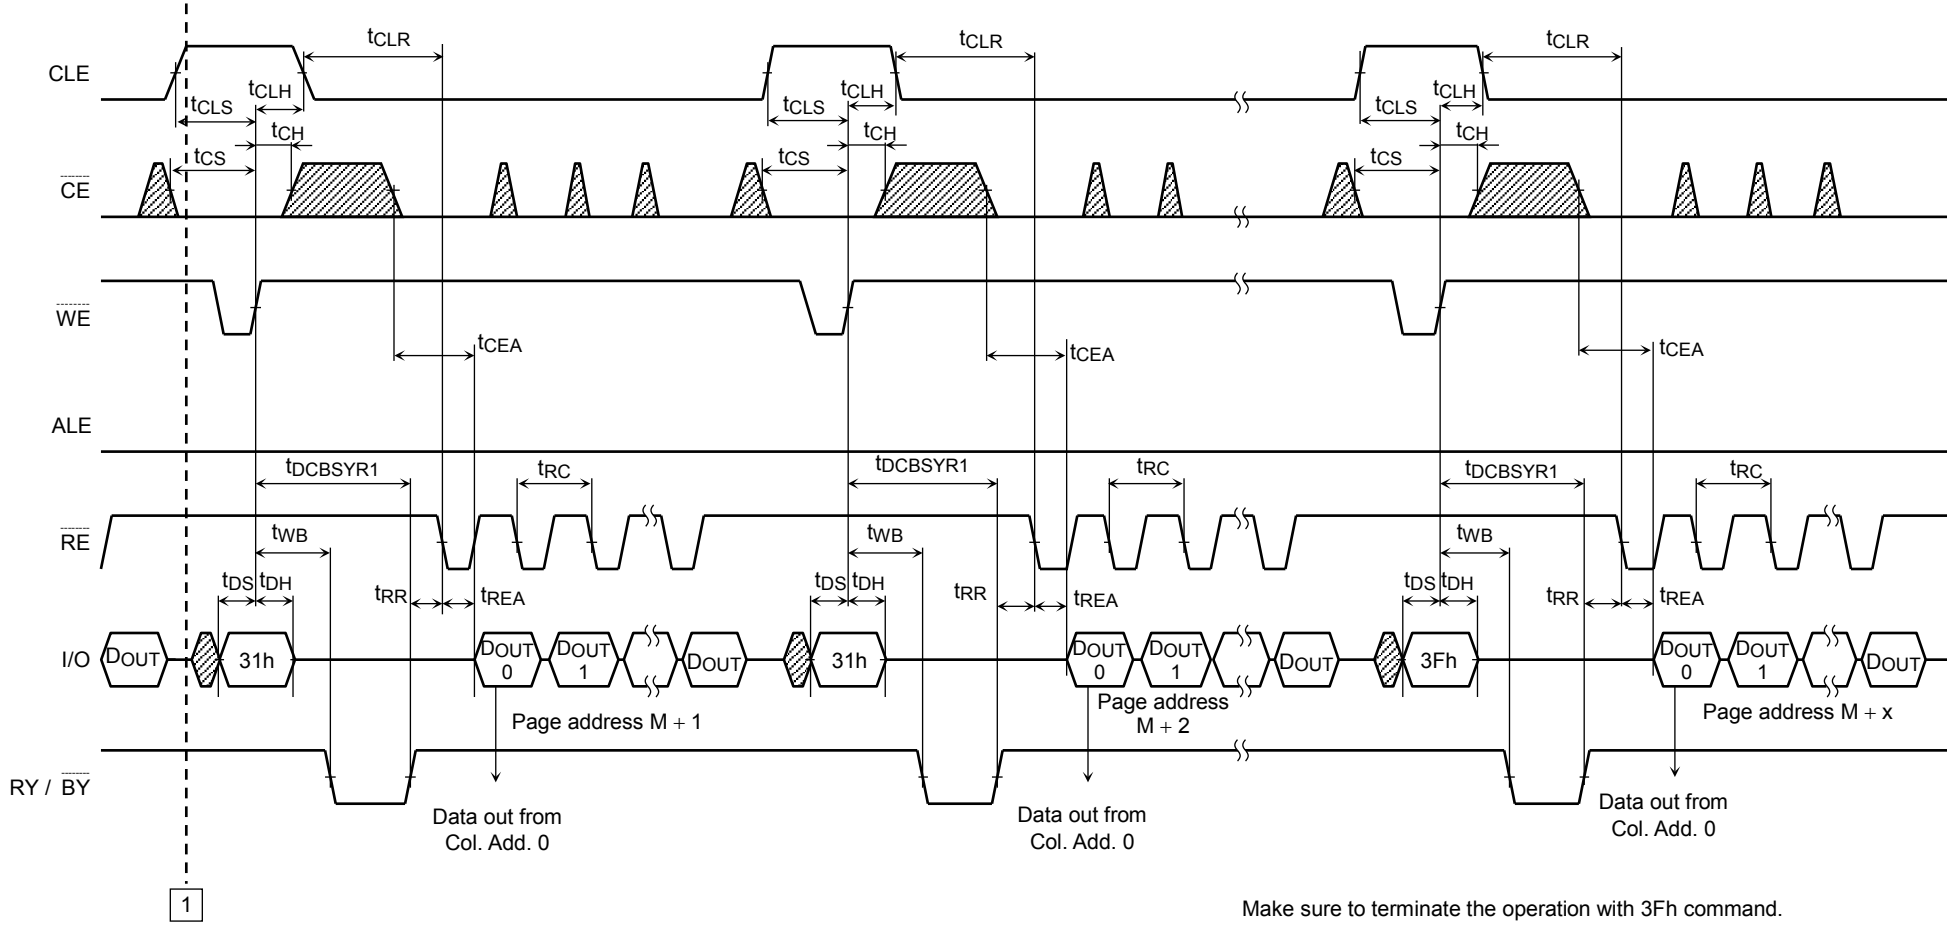 tCLR
tCLR
tCLR
CLE
tCLH
tCLH
tCLH
tCLS
tCLS
tCLS
tCH
tCH
tCH
tCS
tCS
tCS
CE
WE
tCEA
tCEA
tCEA
ALE
tDCBSYR1
tRC
tDCBSYR1
tRC
tDCBSYR1
tRC
RE
tWB
tWB
tWB
tDS
tDH
tRR
tREA
tDS
tDH
tRR
tREA
tDS
tDH
tRR
tREA
I/O
DOUT
31h
DOUT
0
DOUT
1
DOUT
31h
DOUT
0
DOUT
1
DOUT
3Fh
DOUT
0
DOUT
1
DOUT
Page address M + 1
Page address
M + 2
Page address M + x
RY / BY
Data out from
Col. Add. 0
Data out from
Col. Add. 0
Data out from
Col. Add. 0
1
Make sure to terminate the operation with 3Fh command.